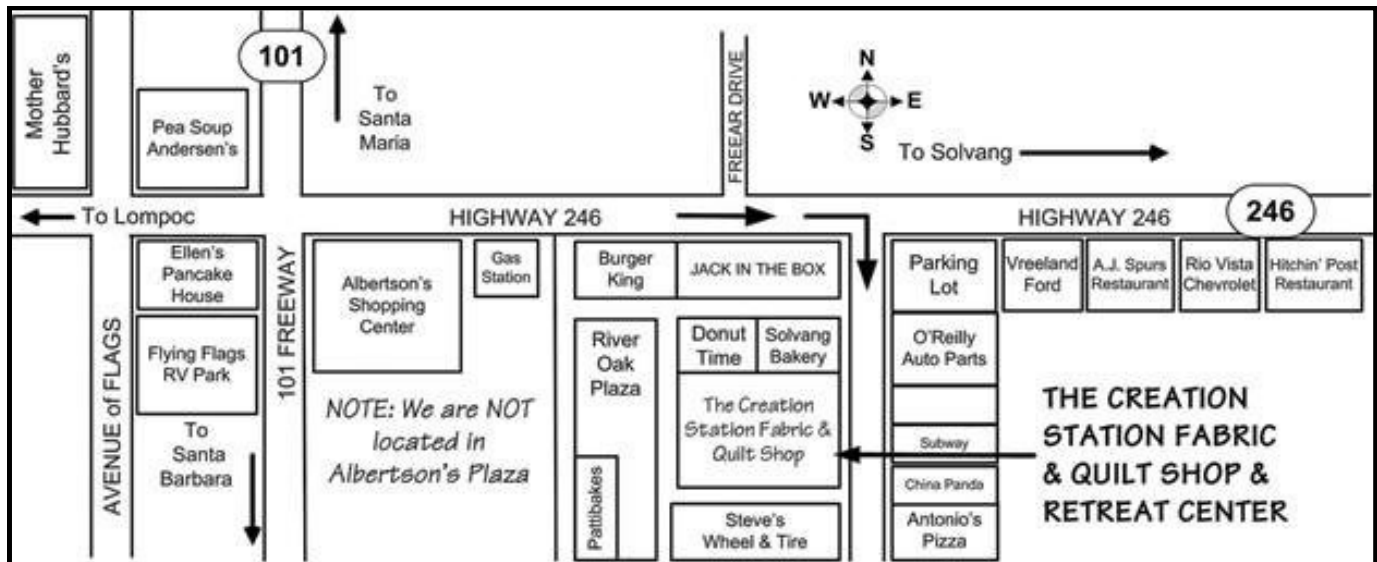 Mother
Hubbard's
Pea Soup
Andersen's
101
To
Santa
Maria
FREEAR DRIVE
N
W
E
S
To Solvang
To Lompoc
HIGHWAY 246
HIGHWAY 246
246
AVENUE of FLAGS
Ellen's
Pancake
House
Flying Flags
RV Park
To
Santa
Barbara
101 FREEWAY
Albertson's
Shopping
Center
Gas
Station
NOTE: We are NOT
located in
Albertson's Plaza
Burger
King
JACK IN THE BOX
River
Oak
Plaza
Pattibakes
Donut
Time
Solvang
Bakery
The Creation
Station Fabric &
Quilt Shop
Steve's
Wheel & Tire
Parking
Lot
O'Reilly
Auto Parts
Subway
China Panda
Antonio's
Pizza
Vreeland
Ford
A.J. Spurs
Restaurant
Rio Vista
Chevrolet
Hitchin' Post
Restaurant
THE CREATION
STATION FABRIC
& QUILT SHOP &
RETREAT CENTER